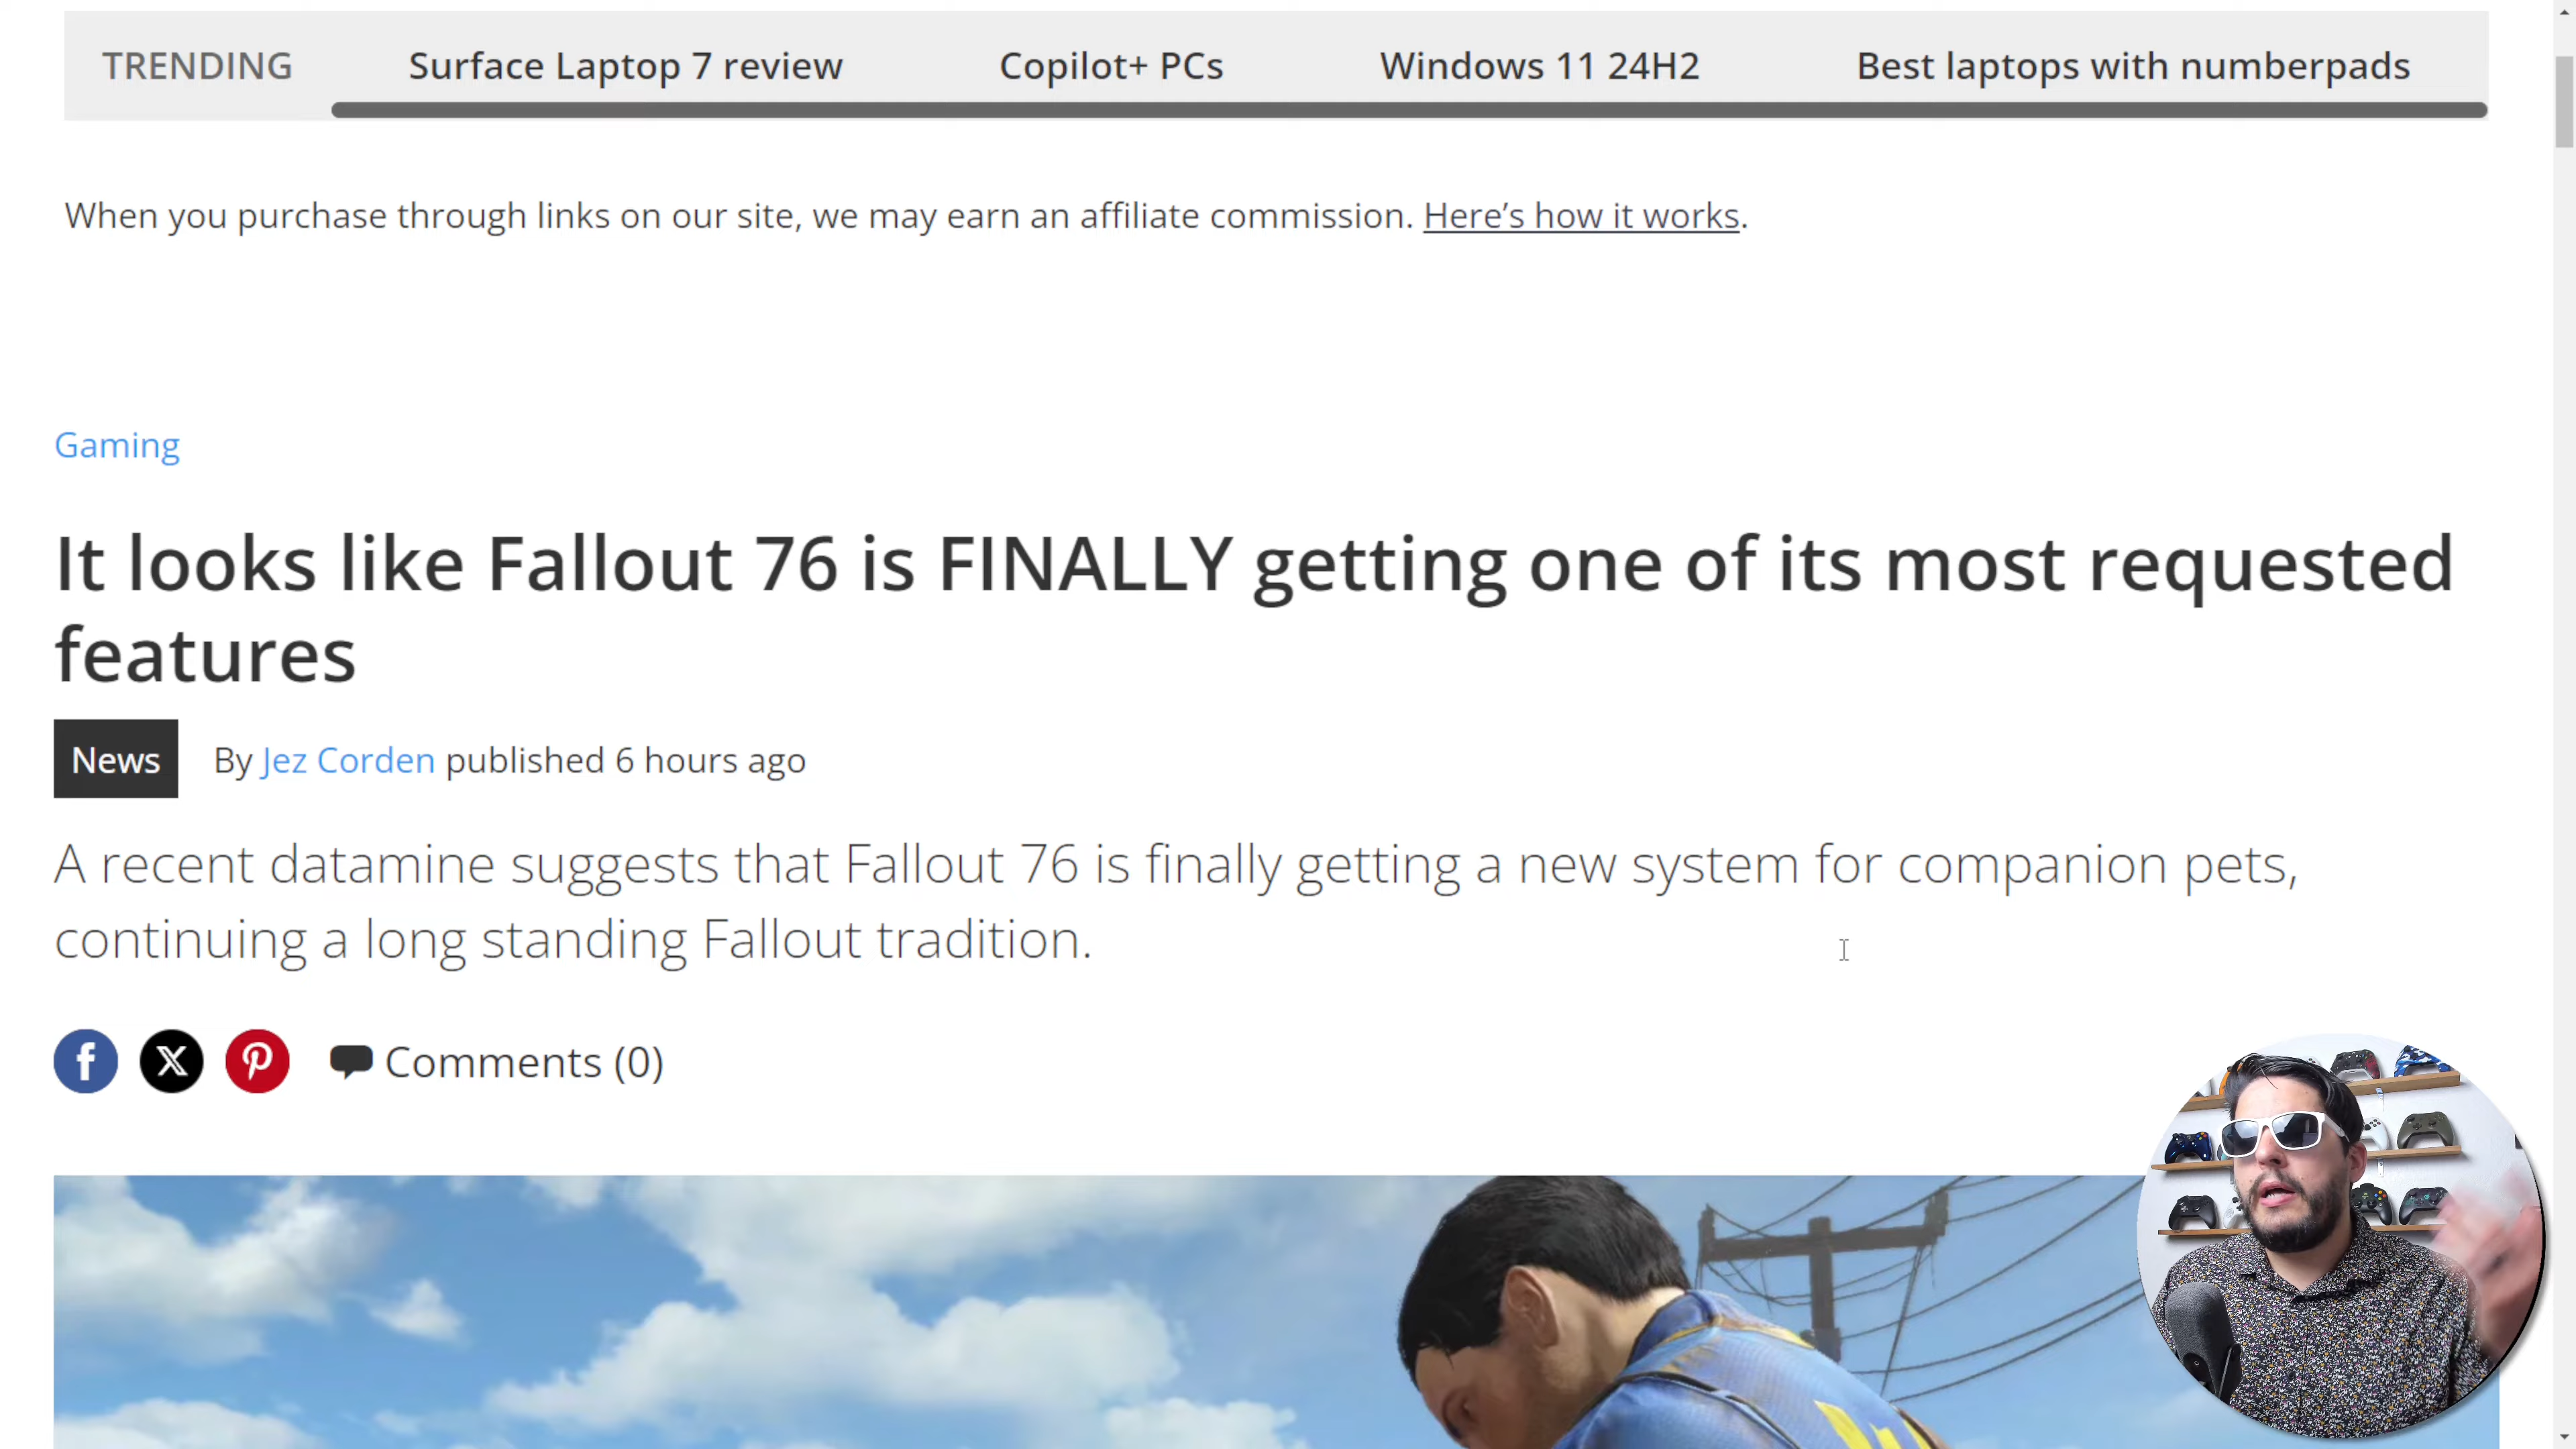 TRENDING Surface Laptop 7 review Copilot+ PCs Windows 11 24H2 Best laptops with numberpads
When you purchase through links on our site, we may earn an affiliate commission. Here’s how it works.
Gaming
It looks like Fallout 76 is FINALLY getting one of its most requested
features
News By Jez Corden published 6 hours ago
A recent datamine suggests that Fallout 76 is finally getting a new system for companion pets,
continuing a long standing Fallout tradition.
Comments (0)